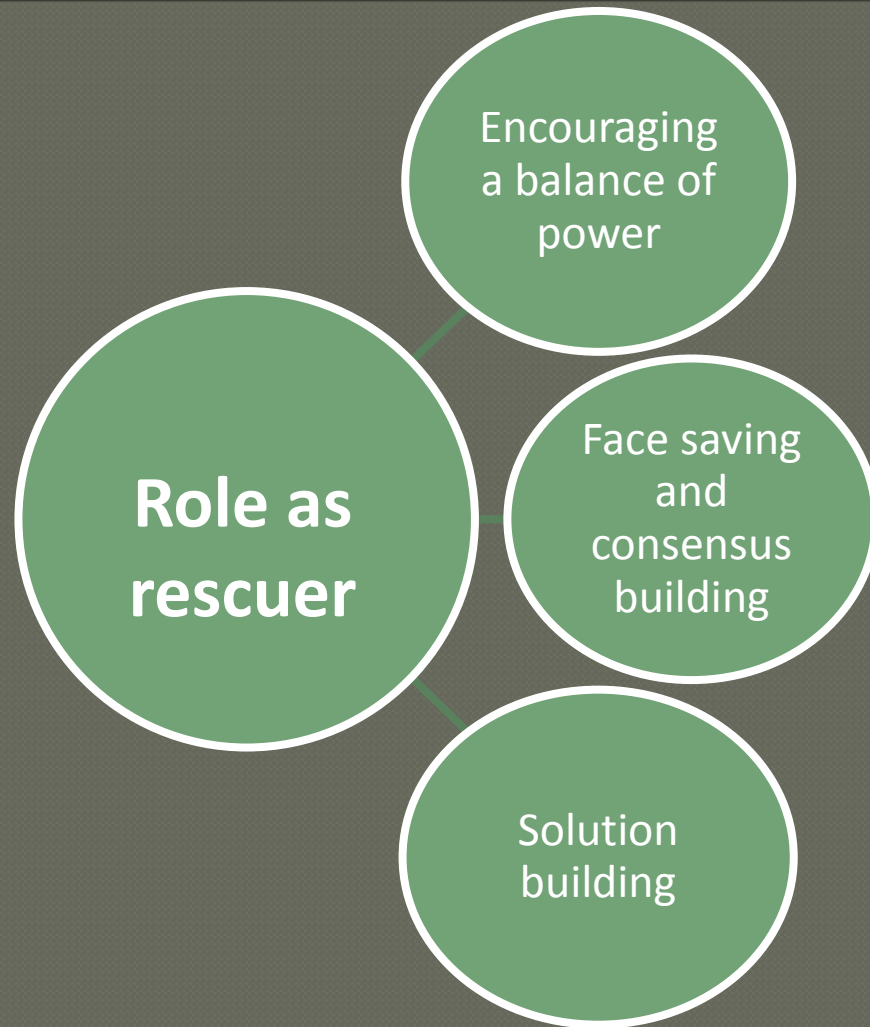 Encouraging
a balance of
power
Role as
rescuer
Face saving
and
consensus
building
Solution
building